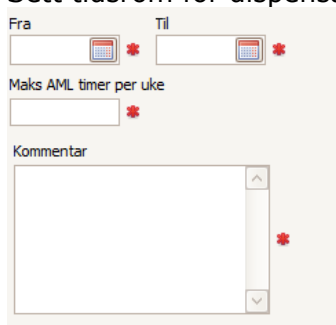 Sett tidsrom for dispens
Fra Til
Maks AML timer per uke
Kommentar